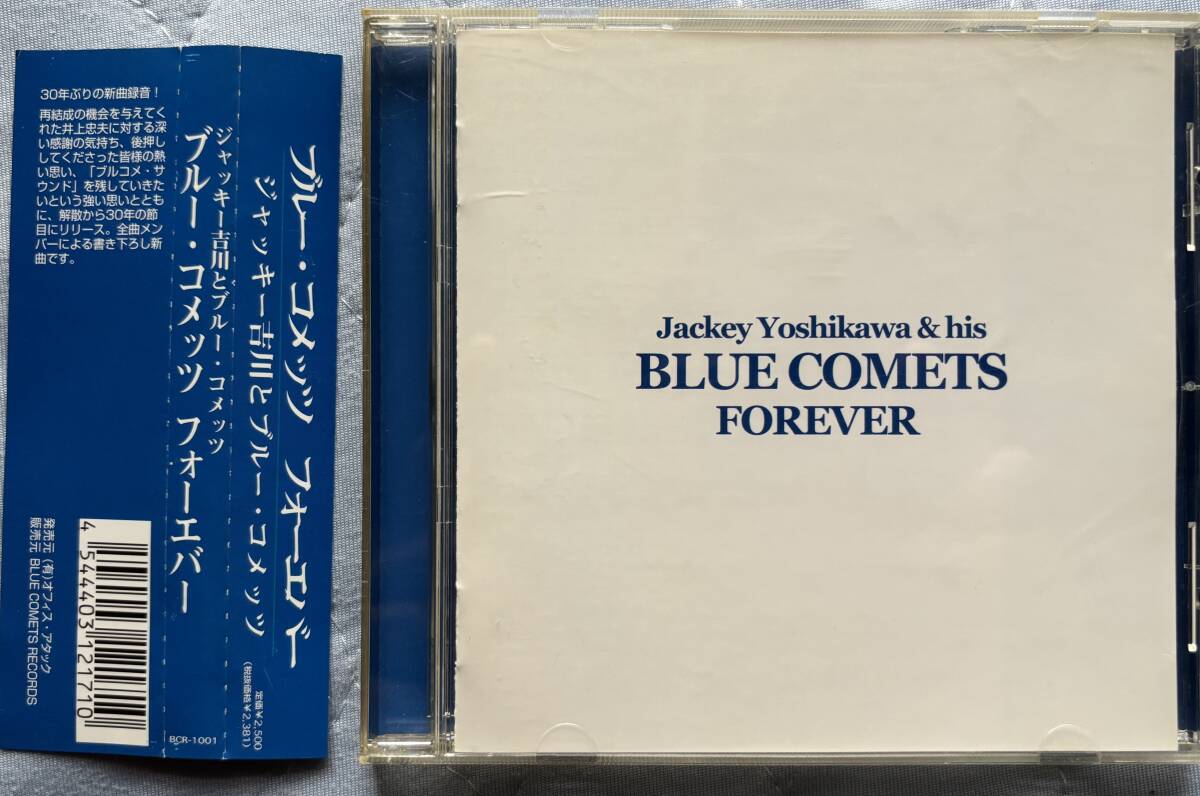 30年ぶりの新曲録音！
再結成の機会を与えてく
れた井上忠夫に対する深
い感謝の気持ち、後押し
してくださった皆様の熱
い思い、「ブルコメ・サ
ウンド」を残していきた
いという強い思いととも
に、解散から30年の節
目にリリース。全曲メン
バーによる書き下ろし新
曲です。
発売元 (有)オフィス・アタック
販売元 BLUE COMETS RECORDS
4 544403 121710
ジャッキー吉川とブルー・コメッツ
ブルー・コメッツ フォーエバー
BCR-1001
ブルー・コメッツ フォーエバー
ジャッキー吉川とブルー・コメッツ
定価¥2,500
(税抜価格¥2,381)
Jackey Yoshikawa & his
BLUE COMETS
FOREVER